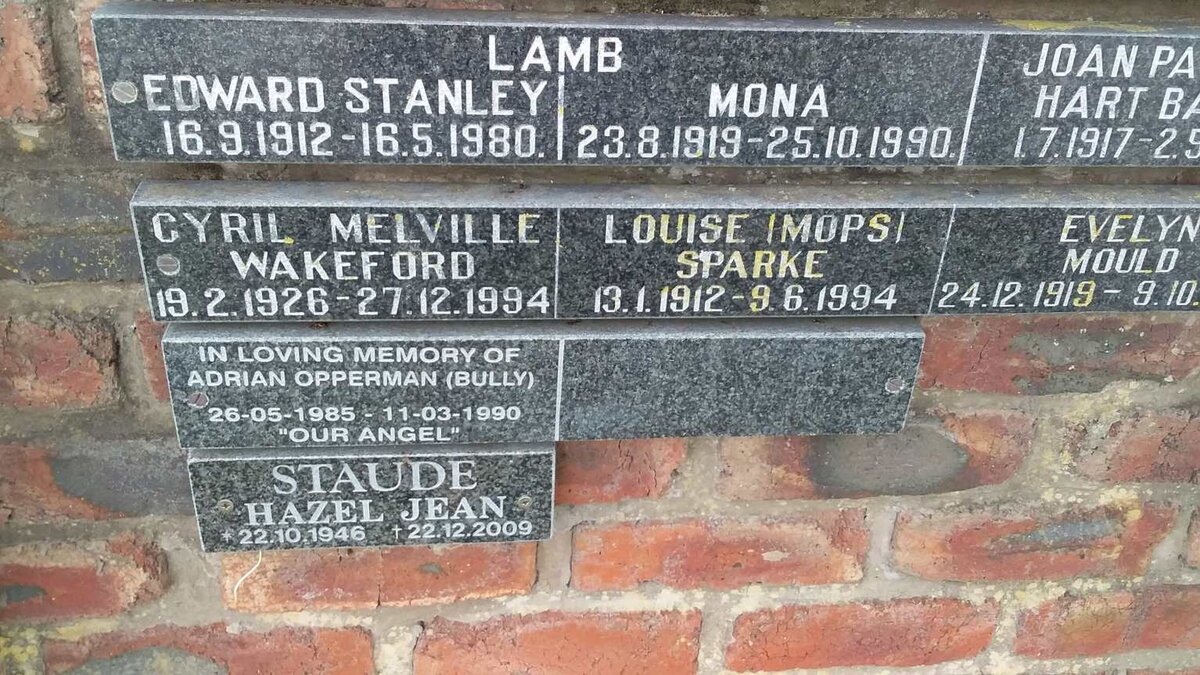 LAMB
EDWARD STANLEY
16.9.1912-16.5.1980.
MONA
23.8.1919-25.10.1990.
JOAN PA
HART BA
1.7.1917-2.9
CYRIL MELVILLE
WAKEFORD
19.2.1926-27.12.1994
LOUISE (MOPS)
SPARKE
13.1.1912-9.6.1994
EVELYN
MOULD
24.12.1919-9.10.
IN LOVING MEMORY OF
ADRIAN OPPERMAN (BULLY)
26-05-1985 - 11-03-1990
"OUR ANGEL"
STAUDE
HAZEL JEAN
*22.10.1946 †22.12.2009